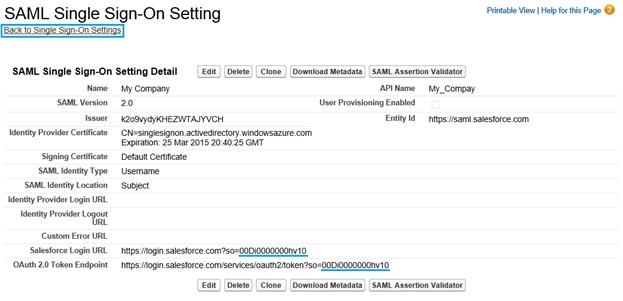 SAML Single Sign-On Setting
Printable View | Help for this Page ?
Back to Single Sign-On Settings
SAML Single Sign-On Setting Detail Edit Delete Clone Download Metadata SAML Assertion Validator
Name My Company API Name My_Compay
SAML Version 2.0 User Provisioning Enabled
Issuer k2o9vydyKHEZWTAJYVCH Entity Id https://saml.salesforce.com
Identity Provider Certificate CN=singlesignon.activedirectory.windowsazure.com
Expiration: 25 Mar 2015 20:40:25 GMT
Signing Certificate Default Certificate
SAML Identity Type Username
SAML Identity Location Subject
Identity Provider Login URL
Identity Provider Logout
URL
Custom Error URL
Salesforce Login URL https://login.salesforce.com?so=00Di0000000hv10
OAuth 2.0 Token Endpoint https://login.salesforce.com/services/oauth2/token?so=00Di0000000hv10
Edit Delete Clone Download Metadata SAML Assertion Validator